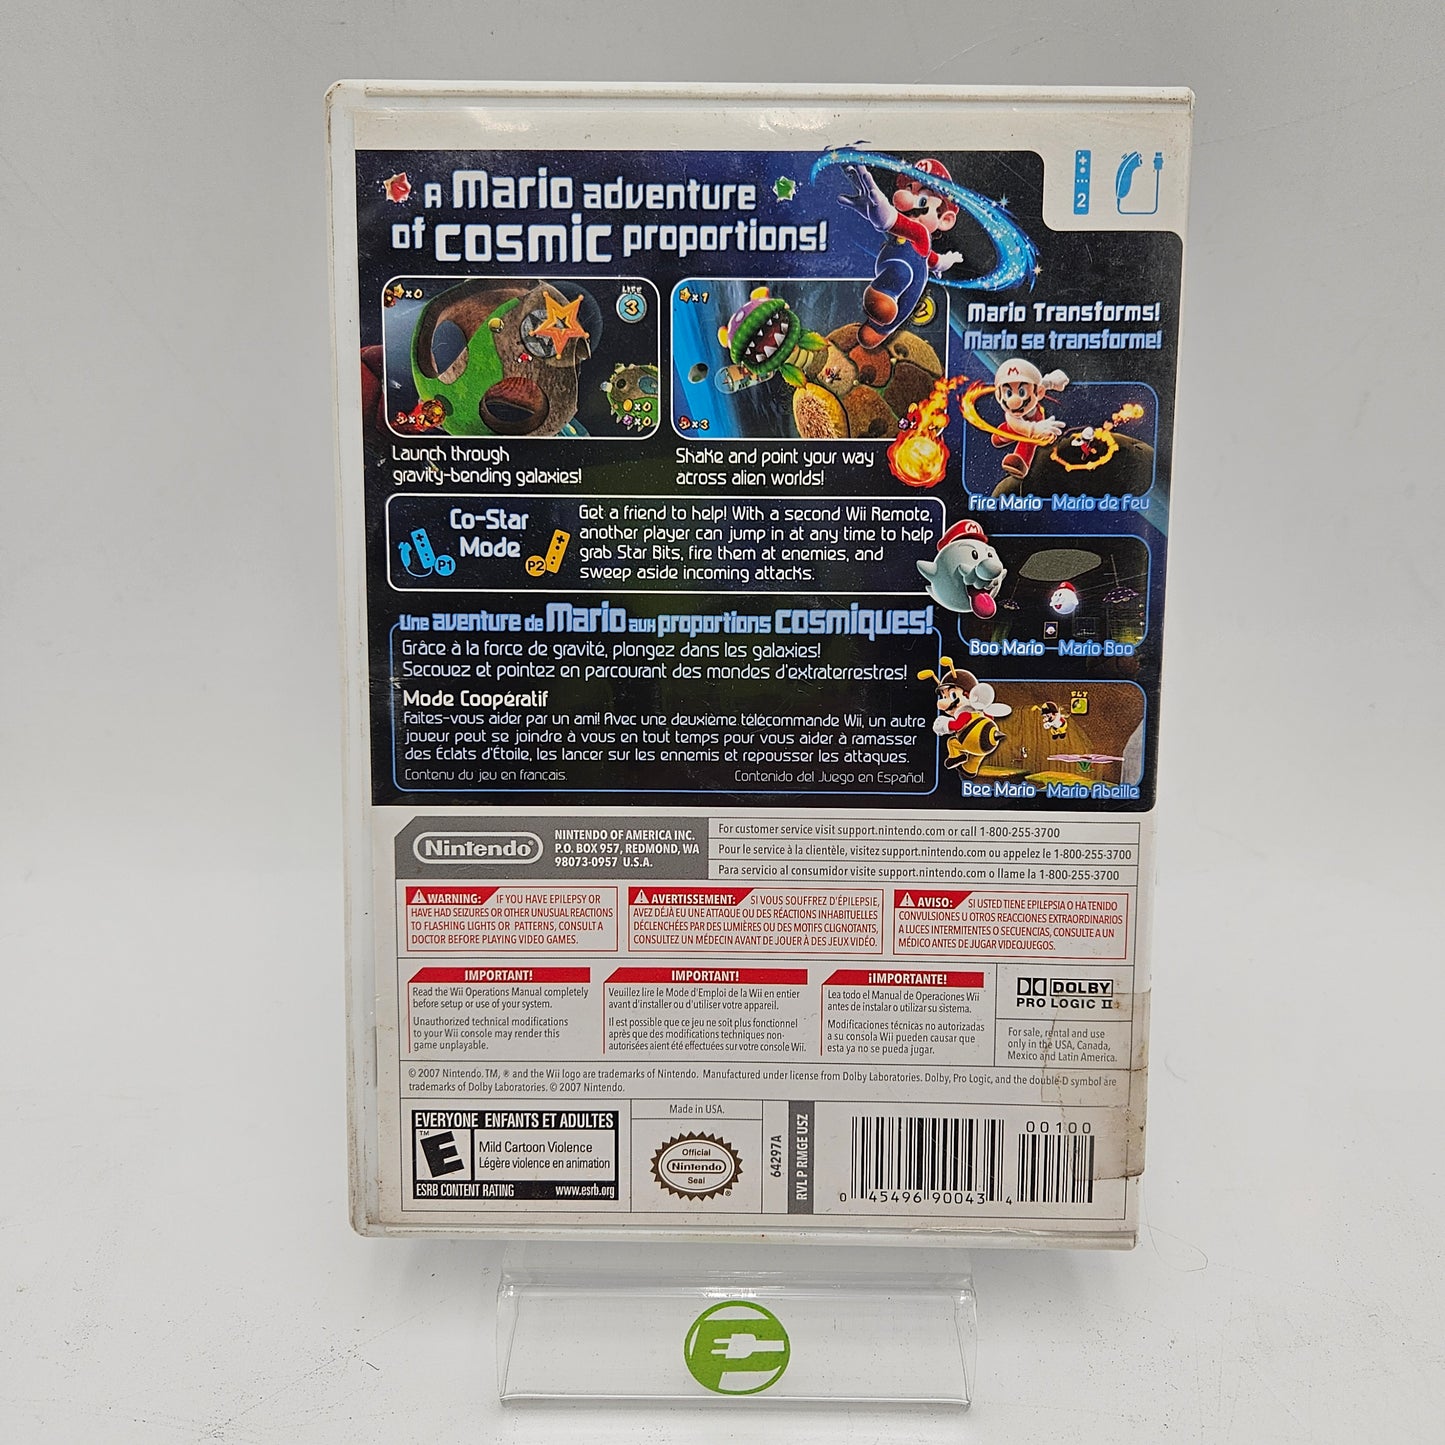 A Mario adventure
of cosmic proportions!
2
x0
LIFE
3
x0
x0
x1
2
x3
Launch through
gravity-bending galaxies!
Shake and point your way
across alien worlds!
Mario Transforms!
Mario se transforme!
Fire Mario Mario de Feu
Co-Star
Mode
P1
P2
Get a friend to help! With a second Wii Remote,
another player can jump in at any time to help
grab Star Bits, fire them at enemies, and
sweep aside incoming attacks.
Boo Mario Mario Boo
Une aventure de Mario aux proportions cosmiques!
Grâce à la force de gravité, plongez dans les galaxies!
Secouez et pointez en parcourant des mondes d'extraterrestres!
Mode Coopératif
Faites-vous aider par un ami! Avec une deuxième télécommande Wii, un autre
joueur peut se joindre à vous en tout temps pour vous aider à ramasser
des Éclats d'Étoile, les lancer sur les ennemis et repousser les attaques.
Contenu du jeu en francais.
Contenido del Juego en Español.
FLY
Bee Mario Mario Abeille
Nintendo®
NINTENDO OF AMERICA INC.
P.O. BOX 957, REDMOND, WA
98073-0957 U.S.A.
For customer service visit support.nintendo.com or call 1-800-255-3700
Pour le service à la clientèle, visitez support.nintendo.com ou appelez le 1-800-255-3700
Para servicio al consumidor visite support.nintendo.com o llame la 1-800-255-3700
WARNING: IF YOU HAVE EPILEPSY OR
HAVE HAD SEIZURES OR OTHER UNUSUAL REACTIONS
TO FLASHING LIGHTS OR PATTERNS, CONSULT A
DOCTOR BEFORE PLAYING VIDEO GAMES.
AVERTISSEMENT: SI VOUS SOUFFREZ D'ÉPILEPSIE,
AVEZ DÉJÀ EU UNE ATTAQUE OU DES RÉACTIONS INHABITUELLES
DÉCLENCHÉES PAR DES LUMIÈRES OU DES MOTIFS CLIGNOTANTS,
CONSULTEZ UN MÉDECIN AVANT DE JOUER À DES JEUX VIDÉO.
AVISO: SI USTED TIENE EPILEPSIA O HA TENIDO
CONVULSIONES U OTROS REACCIONES EXTRAORDINARIOS
A LUCES INTERMITENTES O SECUENCIAS, CONSULTE A UN
MÉDICO ANTES DE JUGAR VIDEOJUEGOS.
IMPORTANT!
Read the Wii Operations Manual completely
before setup or use of your system.
Unauthorized technical modifications
to your Wii console may render this
game unplayable.
IMPORTANT!
Veuillez lire le Mode d'Emploi de la Wii en entier
avant d'installer ou d'utiliser votre appareil.
Il est possible que ce jeu ne soit plus fonctionnel
après que des modifications techniques non-
autorisées aient été effectuées sur votre console Wii.
¡IMPORTANTE!
Lea todo el Manual de Operaciones Wii
antes de instalar o utilizar su sistema.
Modificaciones técnicas no autorizadas
a su consola Wii pueden causar que
esta ya no se pueda jugar.
DOLBY
PRO LOGIC II
For sale, rental and use
only in the USA, Canada,
Mexico and Latin America.
© 2007 Nintendo. TM, ® and the Wii logo are trademarks of Nintendo. Manufactured under license from Dolby Laboratories. Dolby, Pro Logic, and the double-D symbol are
trademarks of Dolby Laboratories. © 2007 Nintendo.
EVERYONE ENFANTS ET ADULTES
E
TM
Mild Cartoon Violence
Légère violence en animation
ESRB CONTENT RATING www.esrb.org
Made in USA.
Official
Nintendo
Seal
®
64297A
RVL P RMGE USZ
00100
0 45496 90043 4